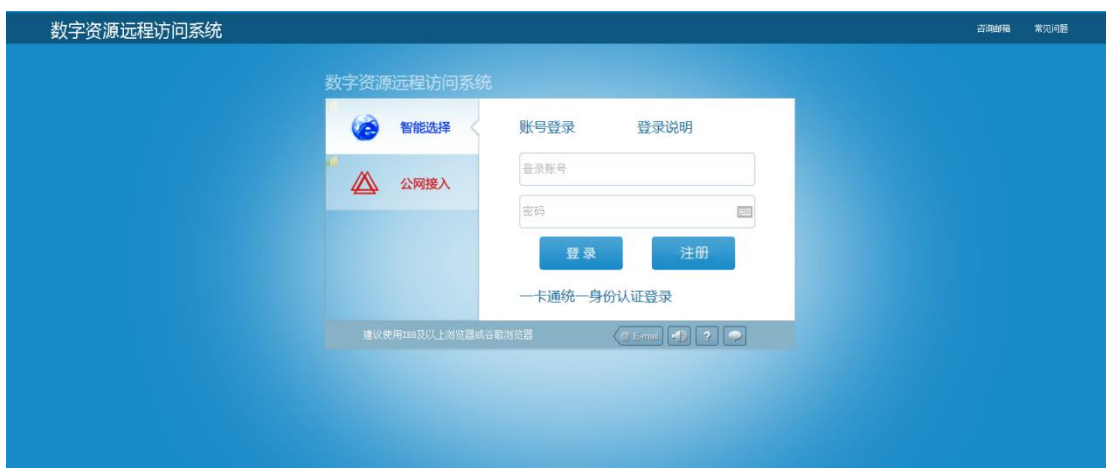 数字资源远程访问系统
咨询邮箱 常见问题
数字资源远程访问系统
智能选择
公网接入
账号登录 登录说明
登录账号
密码
登录 注册
一卡通统一身份认证登录
建议使用IE8及以上浏览器或谷歌浏览器
@ E-mail ?